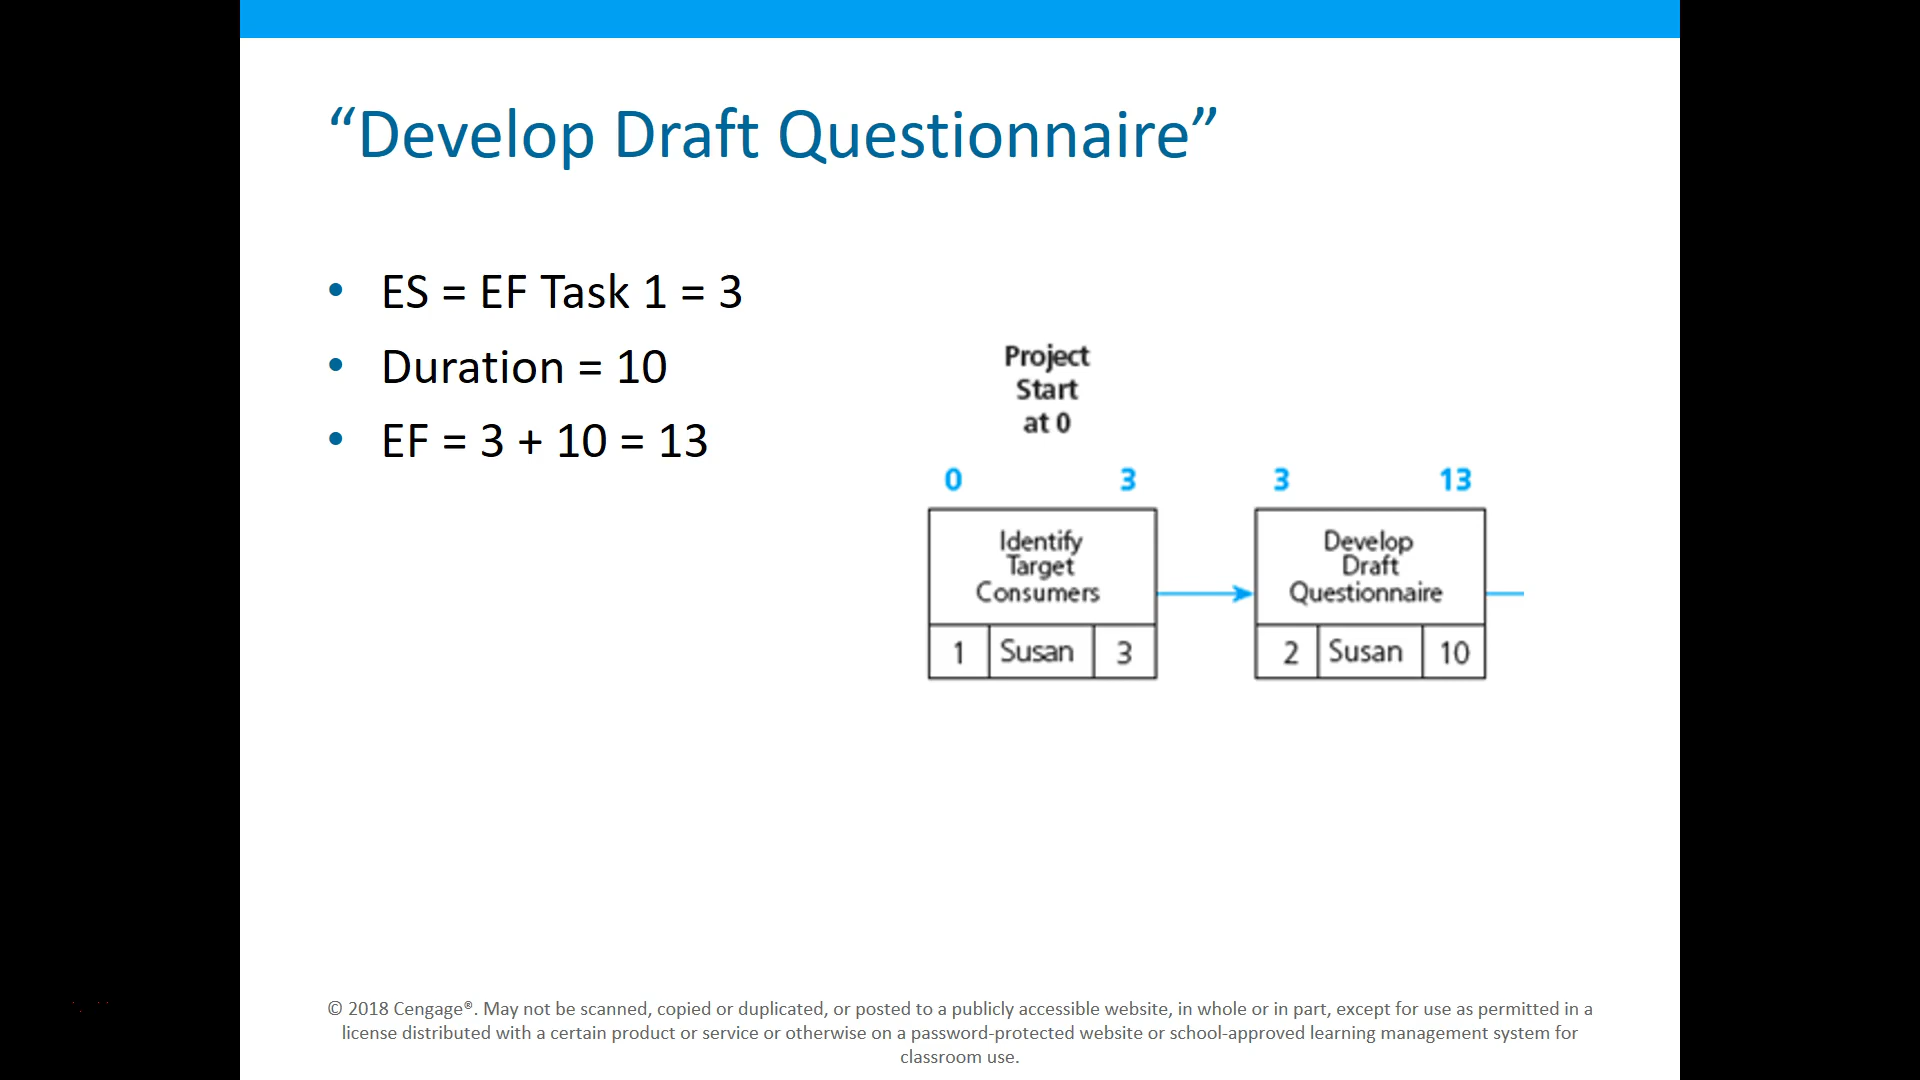 “Develop Draft Questionnaire”
• ES = EF Task 1 = 3
• Duration = 10
• EF = 3 + 10 = 13
Project
Start
at 0
0 3 3 13
Identify
Target
Consumers
1 Susan 3
Develop
Draft
Questionnaire
2 Susan 10
© 2018 Cengage®. May not be scanned, copied or duplicated, or posted to a publicly accessible website, in whole or in part, except for use as permitted in a
license distributed with a certain product or service or otherwise on a password-protected website or school-approved learning management system for
classroom use.